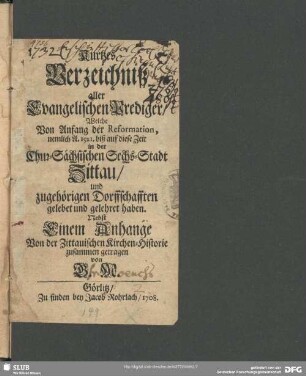 Kurtzes
Verzeichniß
aller
Evangelischen Prediger/
Welche
Von Anfang der Reformation,
nemlich A. 1521. biß auf diese Zeit
in der
Chur-Sächsischen Sechs-Stadt
Zittau/
und
zugehörigen Dorffschafften
gelebet und gelehret haben.
Nebst
Einem Anhange
Von der Zittauischen Kirchen-Historie
zusammen getragen
von
Görlitz/
Zu finden bey Jacob Rohrlach/ 1708.
SLUB
DFG